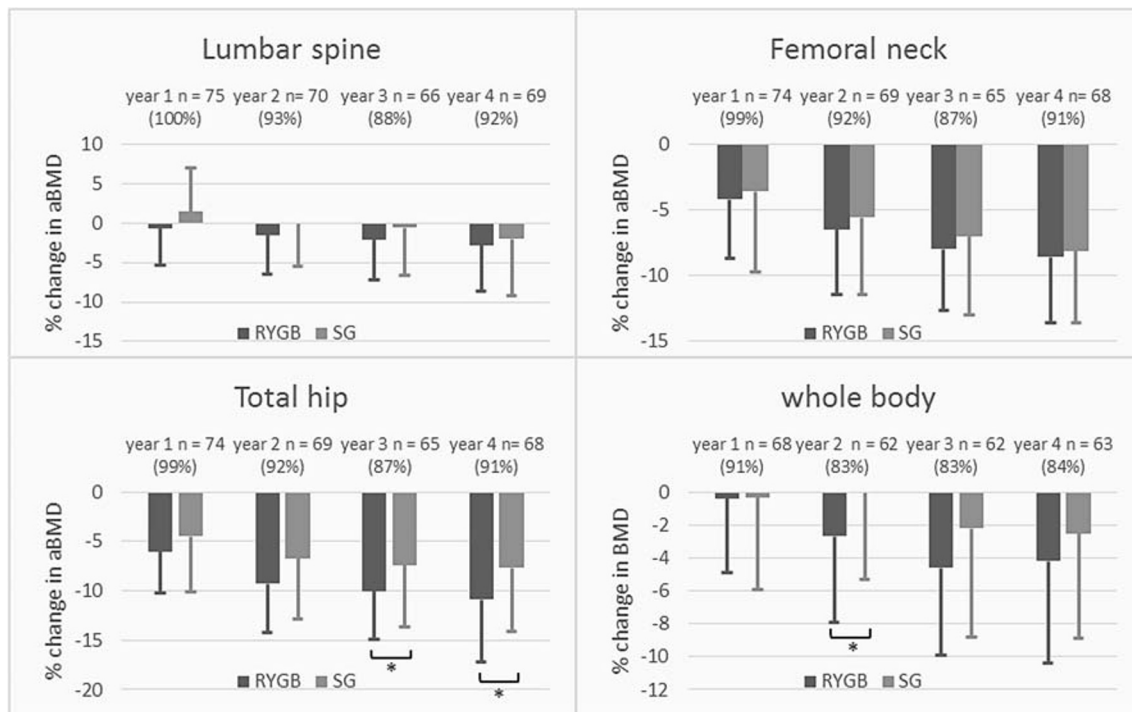 Lumbar spine
year 1 n = 75 year 2 n= 70 year 3 n = 66 year 4 n = 69
(100%) (93%) (88%) (92%)
% change in aBMD
10
5
0
-5
-10
-15
RYGB SG
Femoral neck
year 1 n = 74 year 2 n = 69 year 3 n = 65 year 4 n = 68
(99%) (92%) (87%) (91%)
% change in aBMD
0
-5
-10
-15
RYGB SG
Total hip
year 1 n = 74 year 2 n = 69 year 3 n = 65 year 4 n= 68
(99%) (92%) (87%) (91%)
% change in aBMD
0
-5
-10
-15
-20
* *
RYGB SG
whole body
year 1 n = 68 year 2 n = 62 year 3 n = 62 year 4 n = 63
(91%) (83%) (83%) (84%)
% change in BMD
0
-2
-4
-6
-8
-10
-12
*
RYGB SG